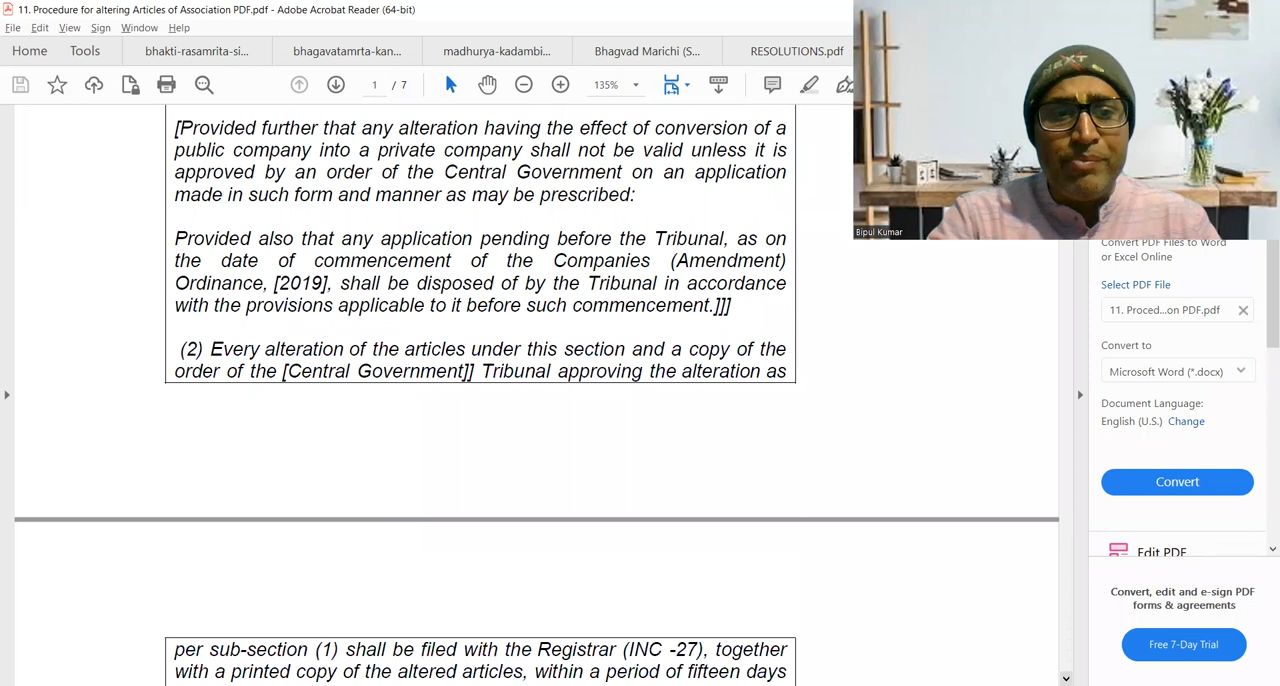 11. Procedure for altering Articles of Association PDF.pdf - Adobe Acrobat Reader (64-bit)
File Edit View Sign Window Help
Home Tools bhakti-rasamrita-si... bhagavatamrta-kan... madhurya-kadambi... Bhagvad Marichi (S... RESOLUTIONS.pdf
1 / 7 135%
[Provided further that any alteration having the effect of conversion of a
public company into a private company shall not be valid unless it is
approved by an order of the Central Government on an application
made in such form and manner as may be prescribed:
Provided also that any application pending before the Tribunal, as on
the date of commencement of the Companies (Amendment)
Ordinance, [2019], shall be disposed of by the Tribunal in accordance
with the provisions applicable to it before such commencement.]]]
(2) Every alteration of the articles under this section and a copy of the
order of the [Central Government]] Tribunal approving the alteration as
per sub-section (1) shall be filed with the Registrar (INC -27), together
with a printed copy of the altered articles, within a period of fifteen days
NEXT
Bipul Kumar
Convert PDF Files to Word
or Excel Online
Select PDF File
11. Proced...on PDF.pdf
Convert to
Microsoft Word (*.docx)
Document Language:
English (U.S.) Change
Convert
Edit PDF
Convert, edit and e-sign PDF
forms & agreements
Free 7-Day Trial